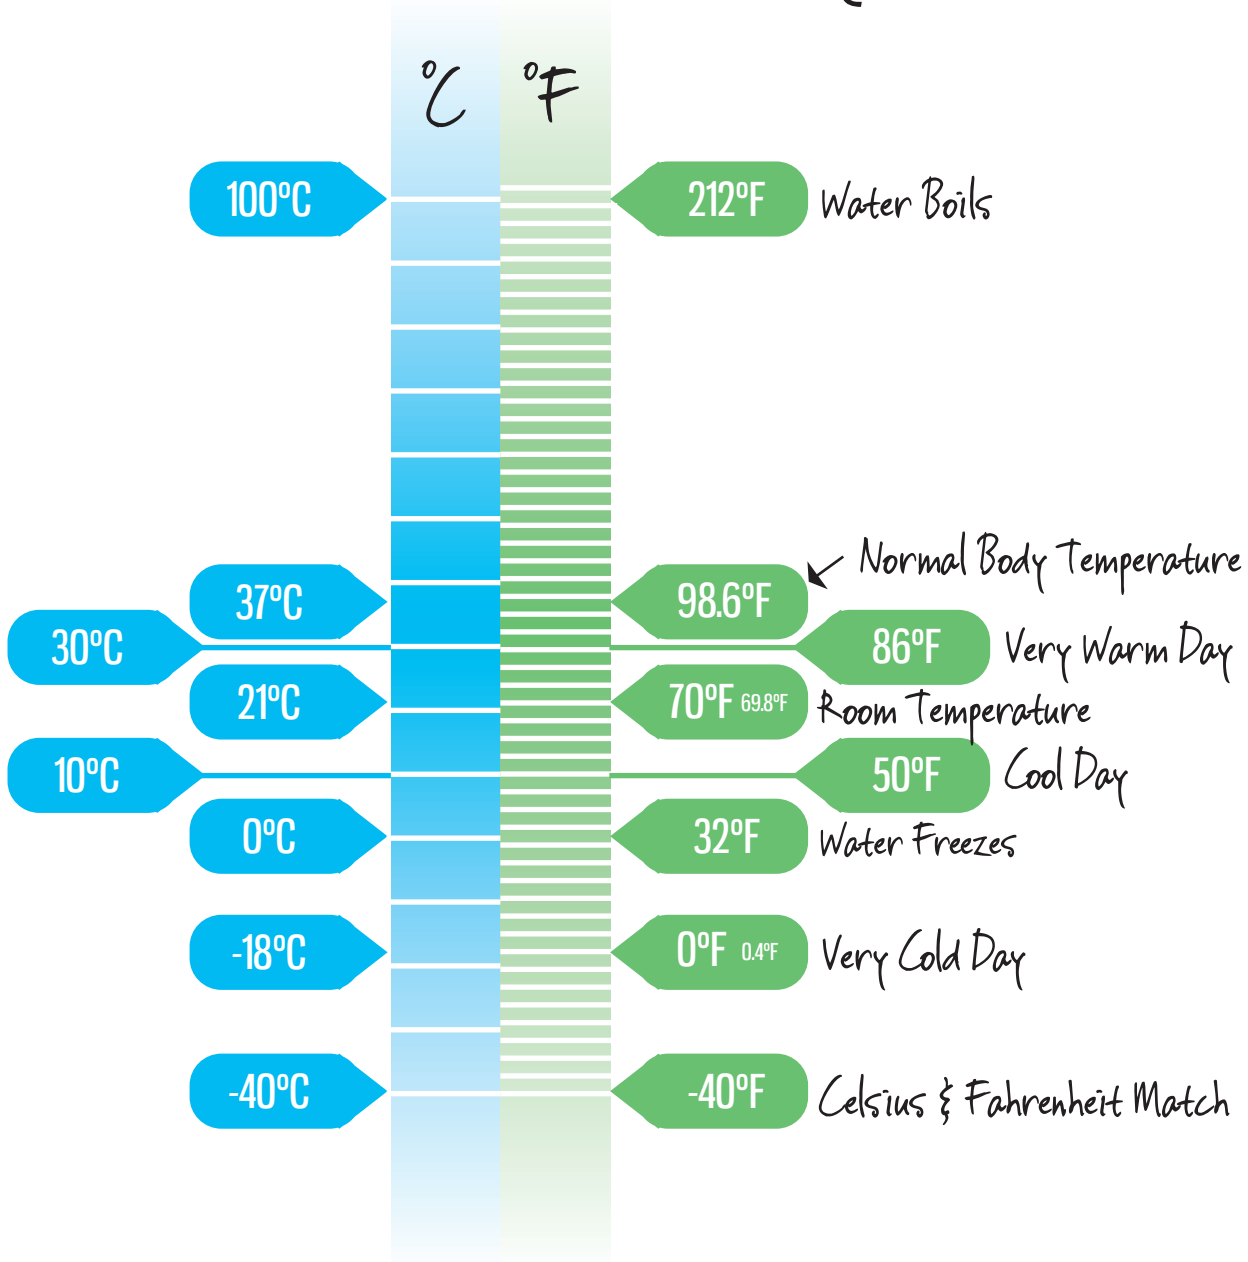 °C °F
100°C 212°F Water Boils
37°C 98.6°F Normal Body Temperature
30°C 86°F Very Warm Day
21°C 70°F 69.8°F Room Temperature
10°C 50°F Cool Day
0°C 32°F Water Freezes
-18°C 0°F 0.4°F Very Cold Day
-40°C -40°F Celsius & Fahrenheit Match